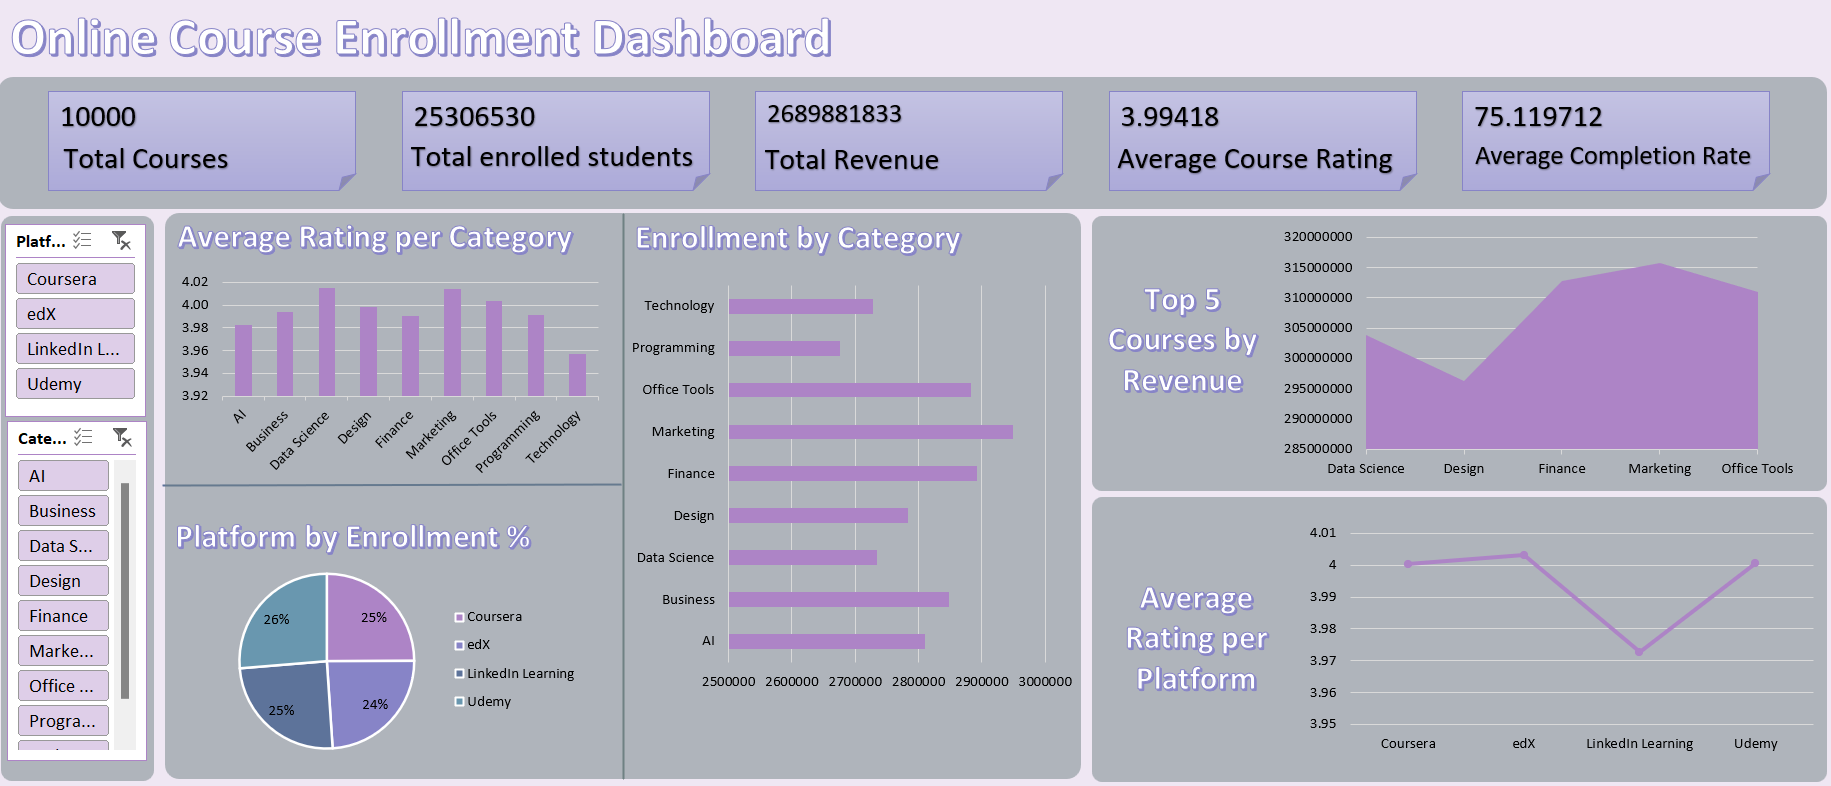 Online Course Enrollment Dashboard
10000
Total Courses
25306530
Total enrolled students
2689881833
Total Revenue
3.99418
Average Course Rating
75.119712
Average Completion Rate
Platf...
Coursera
edX
LinkedIn L...
Udemy
Cate...
AI
Business
Data S...
Design
Finance
Marke...
Office ...
Progra...
Average Rating per Category
4.02
4.00
3.98
3.96
3.94
3.92
AI
Business
Data Science
Design
Finance
Marketing
Office Tools
Programming
Technology
Platform by Enrollment %
26%
25%
25%
24%
Coursera
edX
LinkedIn Learning
Udemy
Enrollment by Category
Technology
Programming
Office Tools
Marketing
Finance
Design
Data Science
Business
AI
2500000 2600000 2700000 2800000 2900000 3000000
Top 5
Courses by
Revenue
320000000
315000000
310000000
305000000
300000000
295000000
290000000
285000000
Data Science Design Finance Marketing Office Tools
Average
Rating per
Platform
4.01
4
3.99
3.98
3.97
3.96
3.95
Coursera edX LinkedIn Learning Udemy